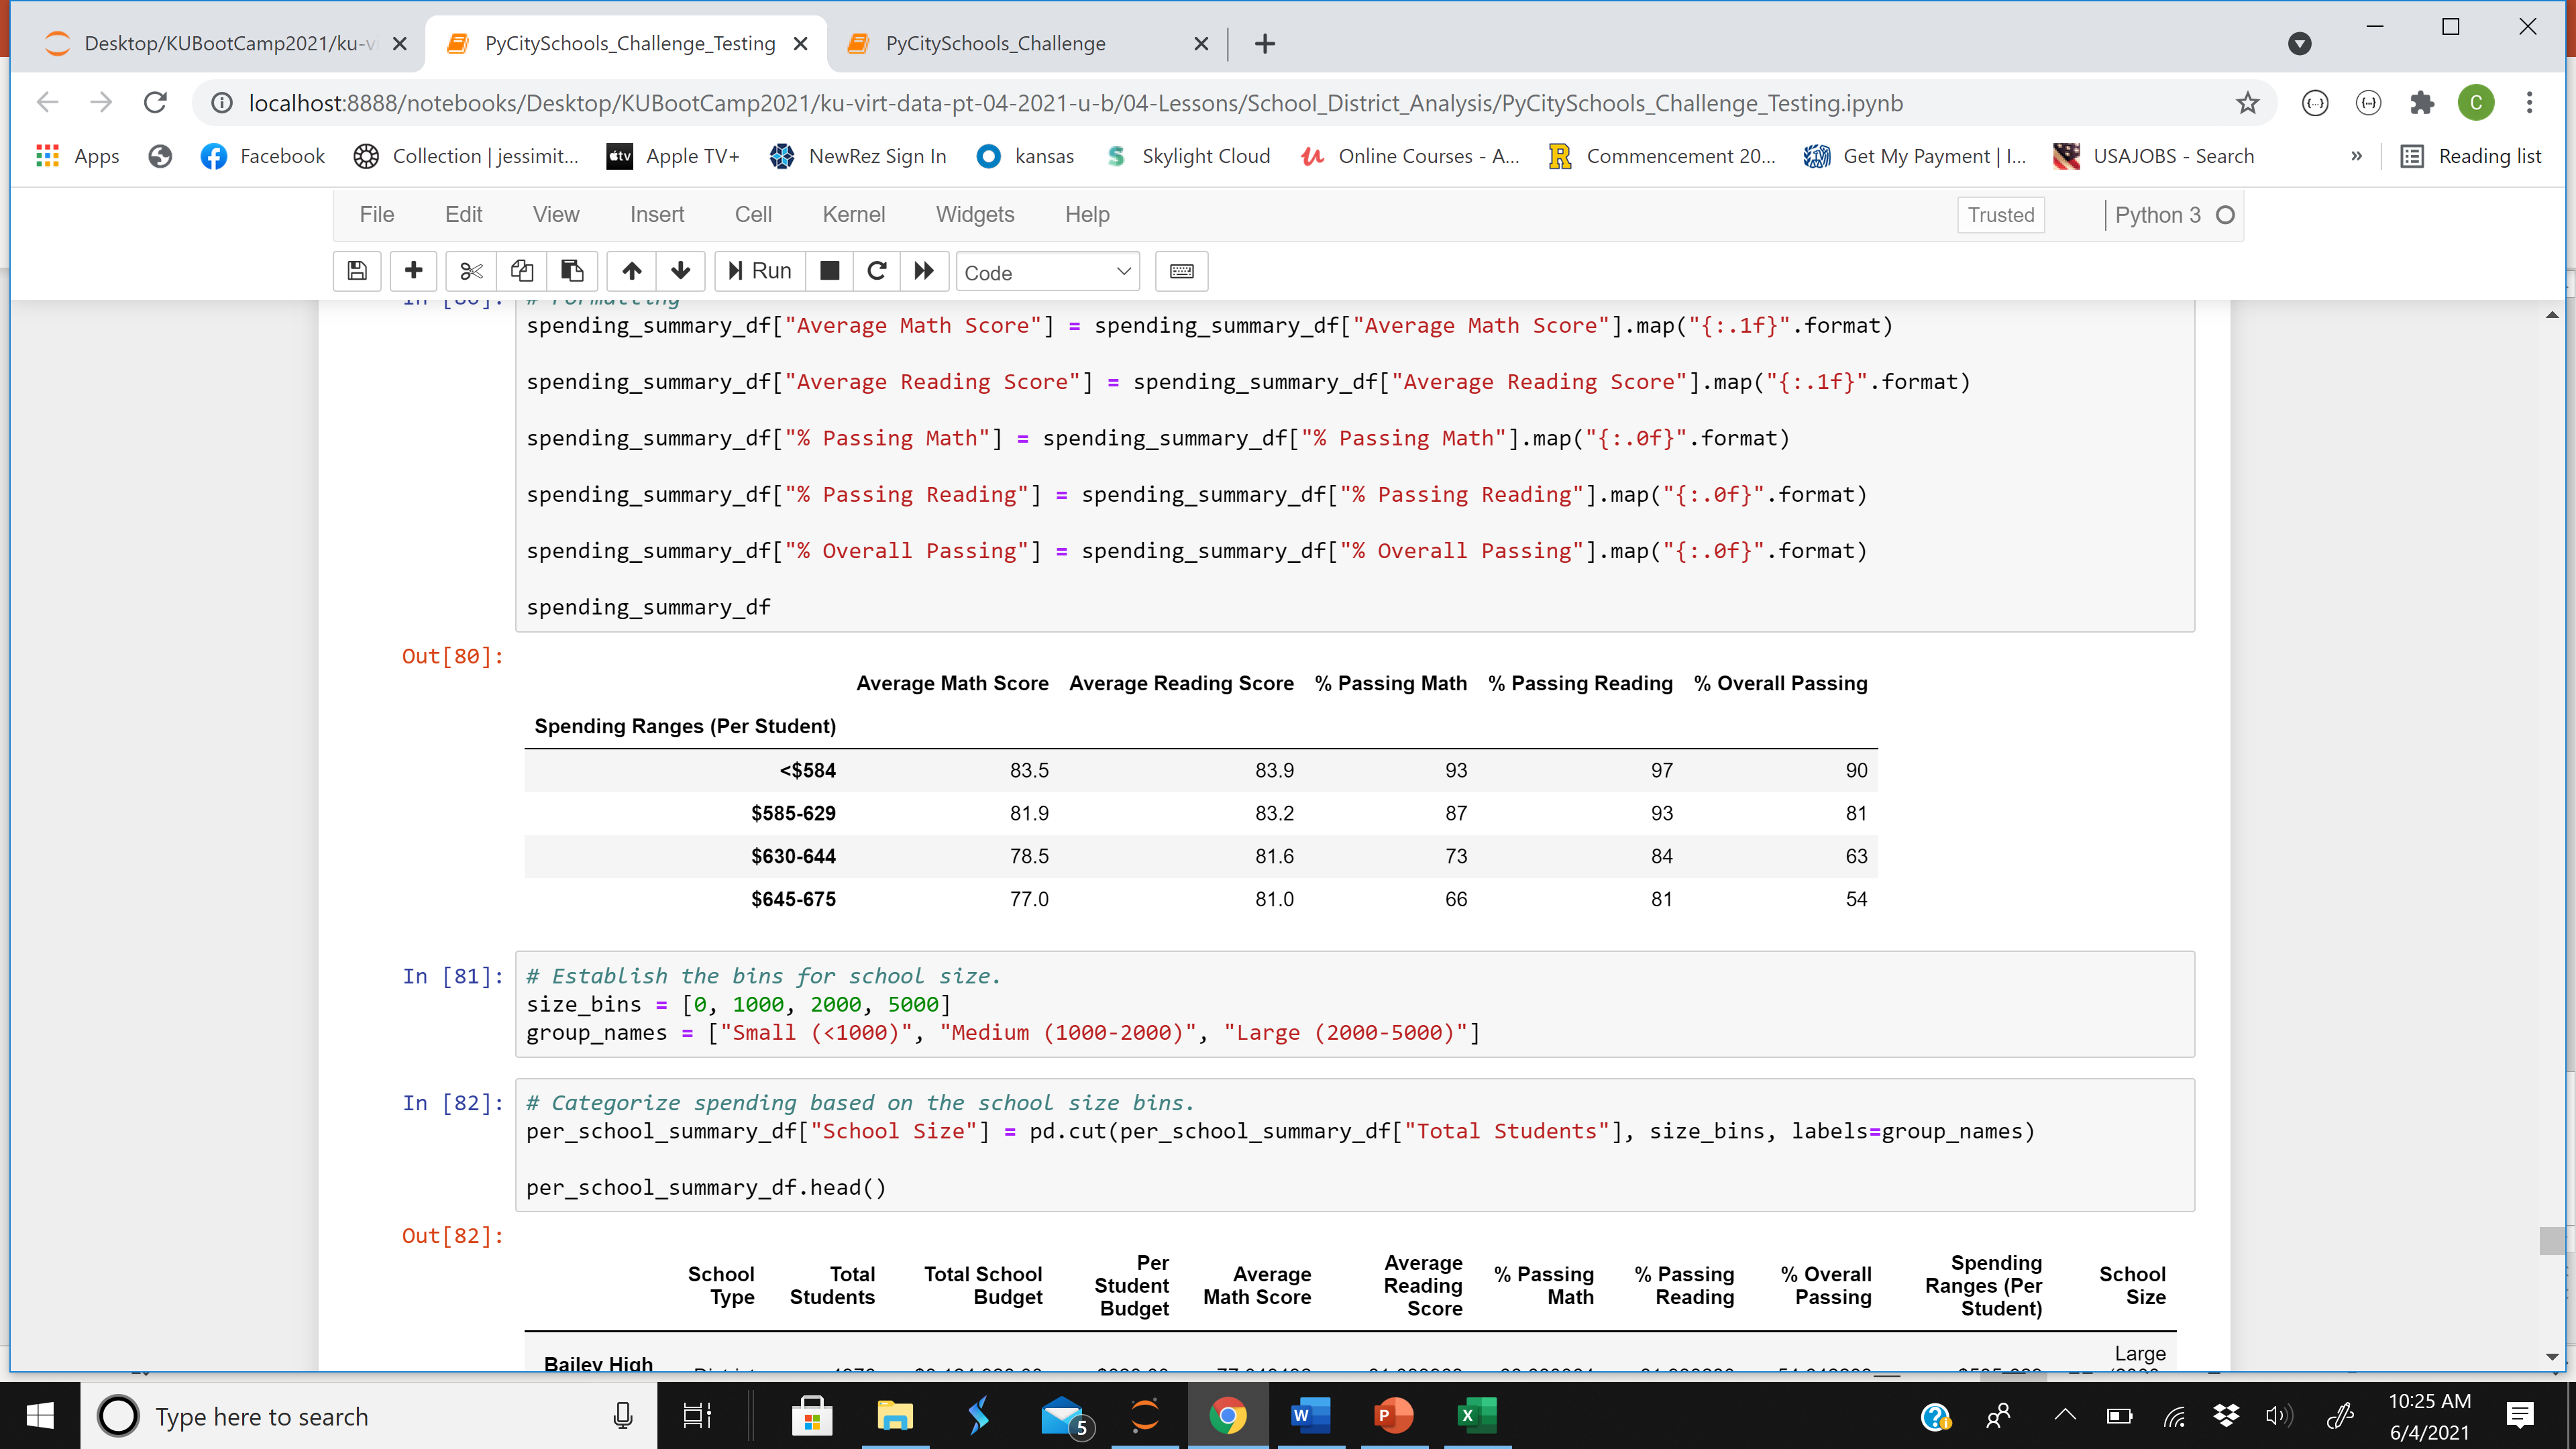 Desktop/KUBootCamp2021/ku-vi
PyCitySchools_Challenge_Testing
PyCitySchools_Challenge
localhost:8888/notebooks/Desktop/KUBootCamp2021/ku-virt-data-pt-04-2021-u-b/04-Lessons/School_District_Analysis/PyCitySchools_Challenge_Testing.ipynb
C
Apps
Facebook
Collection | jessimit...
tv
Apple TV+
NewRez Sign In
kansas
Skylight Cloud
Online Courses - A...
Commencement 20...
Get My Payment | I...
USAJOBS - Search
»
Reading list
File Edit View Insert Cell Kernel Widgets Help
Trusted
Python 3
Run
Code
In [80]: # Formatting
spending_summary_df["Average Math Score"] = spending_summary_df["Average Math Score"].map("{:.1f}".format)
spending_summary_df["Average Reading Score"] = spending_summary_df["Average Reading Score"].map("{:.1f}".format)
spending_summary_df["% Passing Math"] = spending_summary_df["% Passing Math"].map("{:.0f}".format)
spending_summary_df["% Passing Reading"] = spending_summary_df["% Passing Reading"].map("{:.0f}".format)
spending_summary_df["% Overall Passing"] = spending_summary_df["% Overall Passing"].map("{:.0f}".format)
spending_summary_df
Out[80]:
Average Math Score Average Reading Score % Passing Math % Passing Reading % Overall Passing
Spending Ranges (Per Student)
<$584 83.5 83.9 93 97 90
$585-629 81.9 83.2 87 93 81
$630-644 78.5 81.6 73 84 63
$645-675 77.0 81.0 66 81 54
In [81]: # Establish the bins for school size.
size_bins = [0, 1000, 2000, 5000]
group_names = ["Small (<1000)", "Medium (1000-2000)", "Large (2000-5000)"]
In [82]: # Categorize spending based on the school size bins.
per_school_summary_df["School Size"] = pd.cut(per_school_summary_df["Total Students"], size_bins, labels=group_names)
per_school_summary_df.head()
Out[82]:
School Type
Total Students
Total School Budget
Per Student Budget
Average Math Score
Average Reading Score
% Passing Math
% Passing Reading
% Overall Passing
Spending Ranges (Per Student)
School Size
Bailey High
Large
Type here to search
5
10:25 AM
6/4/2021